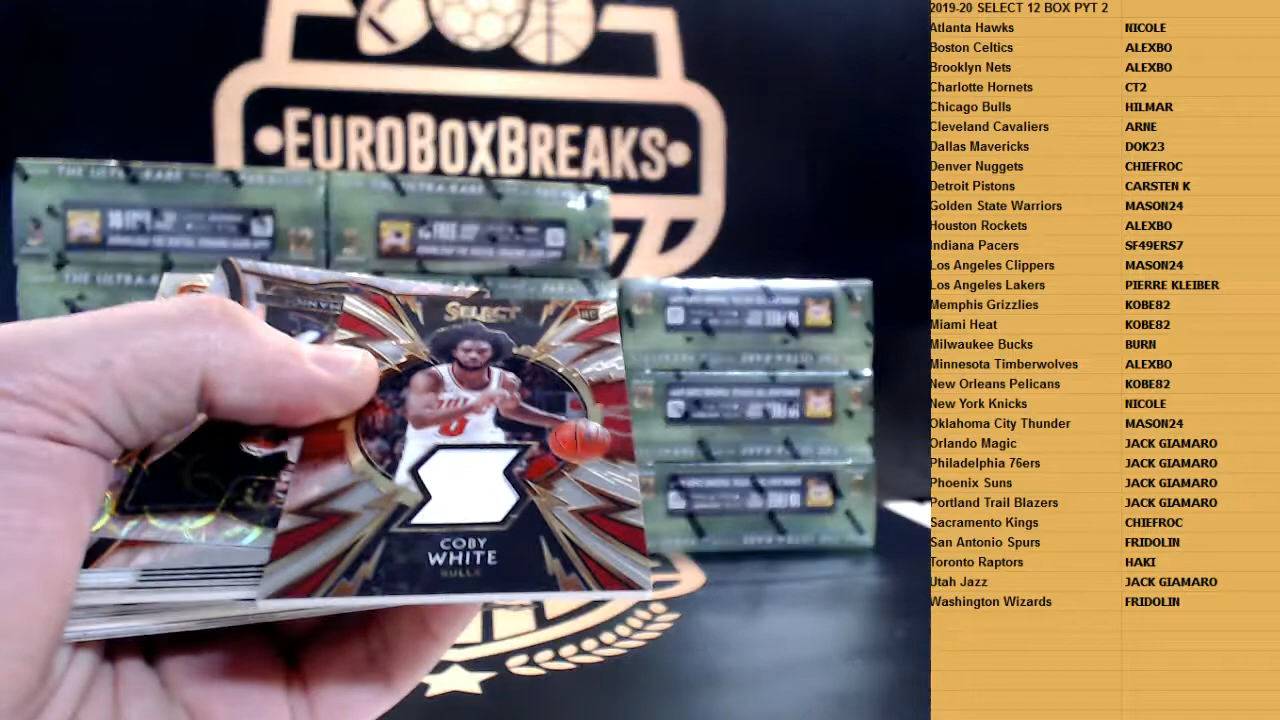 EUROBOXBREAKS
THE ULTRA-RARE
SELECT
RC
0
COBY
WHITE
BULLS
2019-20 SELECT 12 BOX PYT 2
Atlanta Hawks NICOLE
Boston Celtics ALEXBO
Brooklyn Nets ALEXBO
Charlotte Hornets CT2
Chicago Bulls HILMAR
Cleveland Cavaliers ARNE
Dallas Mavericks DOK23
Denver Nuggets CHIEFROC
Detroit Pistons CARSTEN K
Golden State Warriors MASON24
Houston Rockets ALEXBO
Indiana Pacers SF49ERS7
Los Angeles Clippers MASON24
Los Angeles Lakers PIERRE KLEIBER
Memphis Grizzlies KOBE82
Miami Heat KOBE82
Milwaukee Bucks BURN
Minnesota Timberwolves ALEXBO
New Orleans Pelicans KOBE82
New York Knicks NICOLE
Oklahoma City Thunder MASON24
Orlando Magic JACK GIAMARO
Philadelphia 76ers JACK GIAMARO
Phoenix Suns JACK GIAMARO
Portland Trail Blazers JACK GIAMARO
Sacramento Kings CHIEFROC
San Antonio Spurs FRIDOLIN
Toronto Raptors HAKI
Utah Jazz JACK GIAMARO
Washington Wizards FRIDOLIN